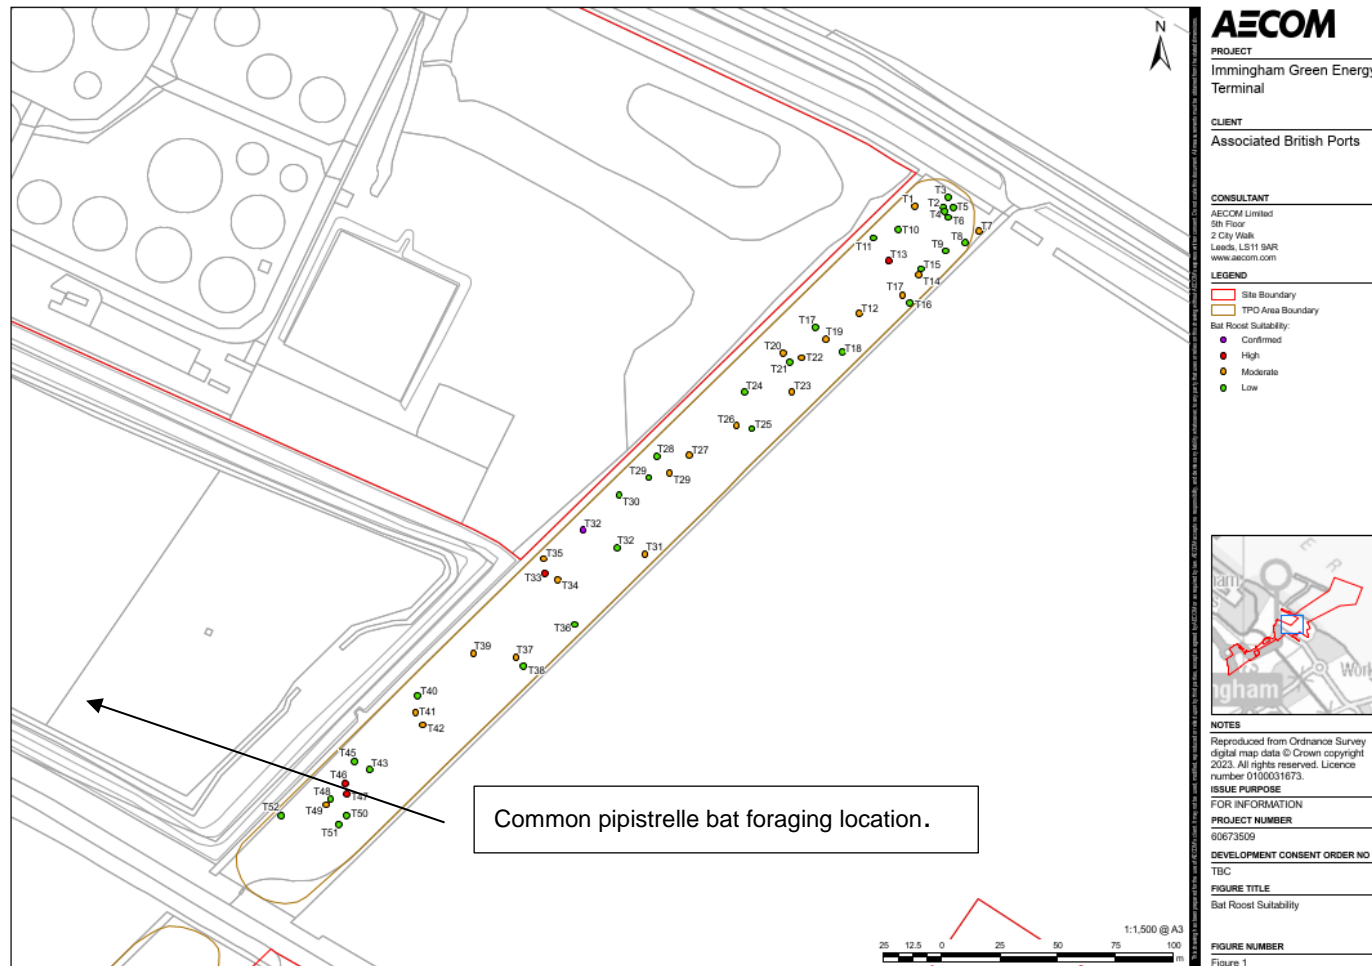 N
T3
T1
T2
T5
T4
T6
T7
T10
T8
T11
T9
T13
T15
T14
T17
T16
T12
T17
T19
T20
T22
T18
T21
T24
T23
T26
T25
T28
T27
T29
T29
T30
T32
T32
T31
T35
T33
T34
T36
T39
T37
T38
T40
T41
T42
T45
T43
T46
T47
T48
T49
T50
T52
T51
Common pipistrelle bat foraging location.
1:1,500 @ A3
25 12.5 0 25 50 75 100
m
AECOM
PROJECT
Immingham Green Energy
Terminal
CLIENT
Associated British Ports
CONSULTANT
AECOM Limited
5th Floor
2 City Walk
Leeds, LS11 9AR
www.aecom.com
LEGEND
Site Boundary
TPO Area Boundary
Bat Roost Suitability:
Confirmed
High
Moderate
Low
E R
ham
Work
gham
NOTES
Reproduced from Ordnance Survey
digital map data © Crown copyright
2023. All rights reserved. Licence
number 0100031673.
ISSUE PURPOSE
FOR INFORMATION
PROJECT NUMBER
60673509
DEVELOPMENT CONSENT ORDER NO
TBC
FIGURE TITLE
Bat Roost Suitability
FIGURE NUMBER
Figure 1